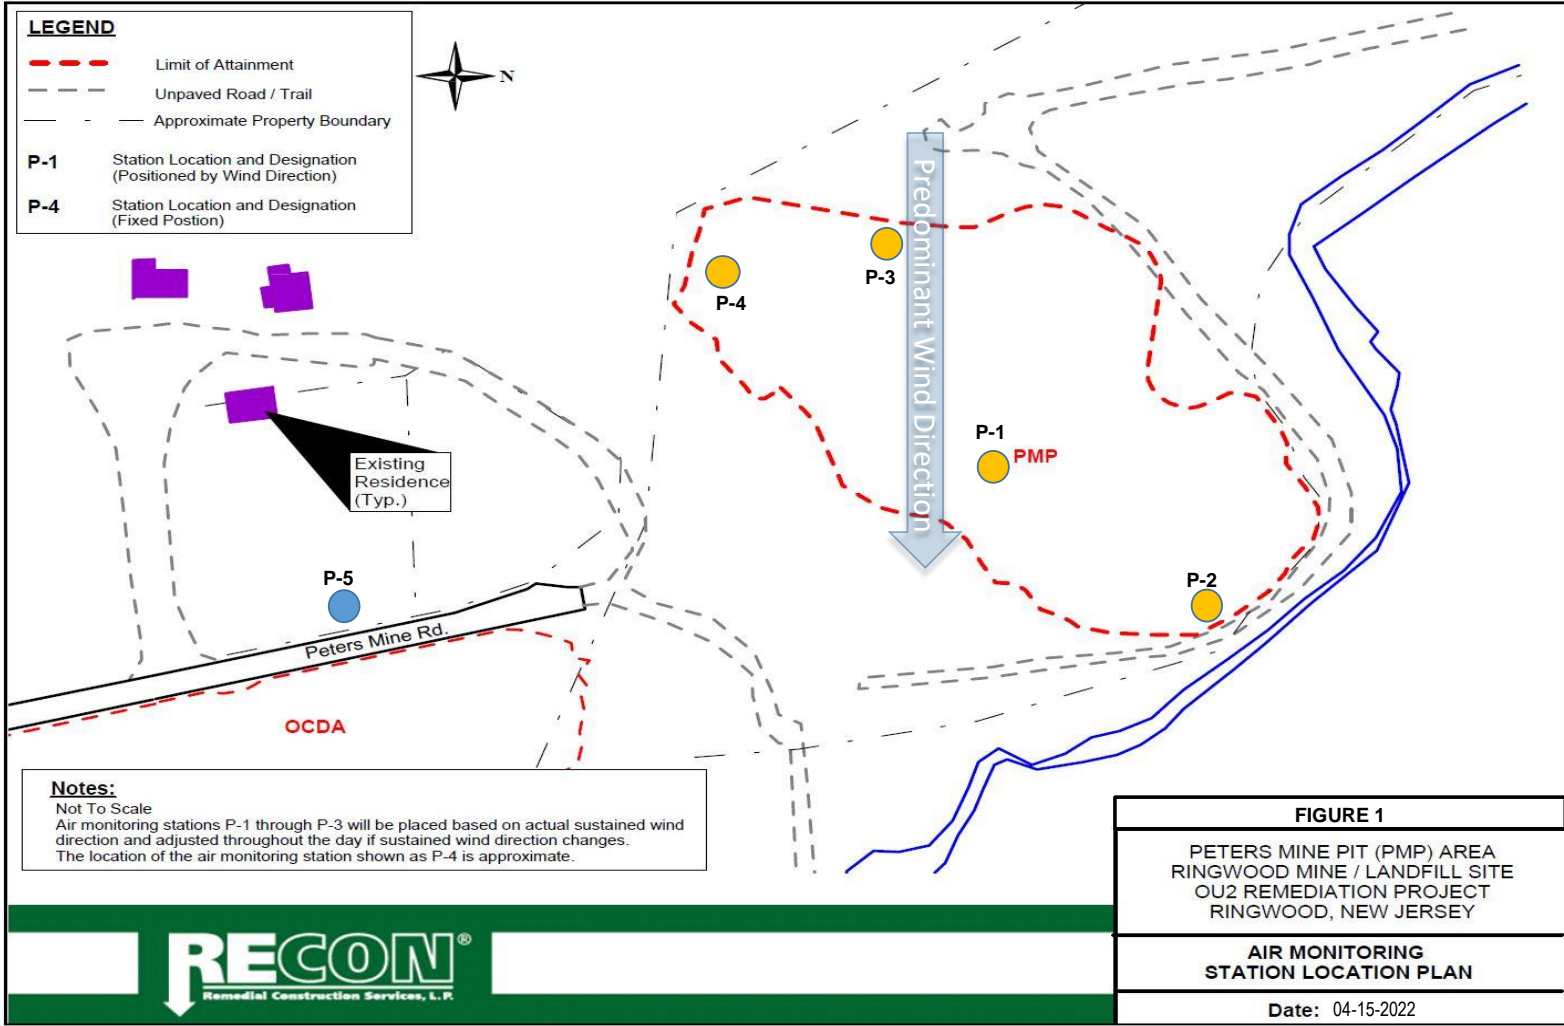 LEGEND
Limit of Attainment
Unpaved Road / Trail
Approximate Property Boundary
P-1
Station Location and Designation
(Positioned by Wind Direction)
P-4
Station Location and Designation
(Fixed Postion)
N
Predominant Wind Direction
P-3
P-4
P-1
PMP
P-2
Existing
Residence
(Typ.)
P-5
Peters Mine Rd.
OCDA
Notes:
Not To Scale
Air monitoring stations P-1 through P-3 will be placed based on actual sustained wind
direction and adjusted throughout the day if sustained wind direction changes.
The location of the air monitoring station shown as P-4 is approximate.
RECON®
Remedial Construction Services, L.P.
FIGURE 1
PETERS MINE PIT (PMP) AREA
RINGWOOD MINE / LANDFILL SITE
OU2 REMEDIATION PROJECT
RINGWOOD, NEW JERSEY
AIR MONITORING
STATION LOCATION PLAN
Date: 04-15-2022